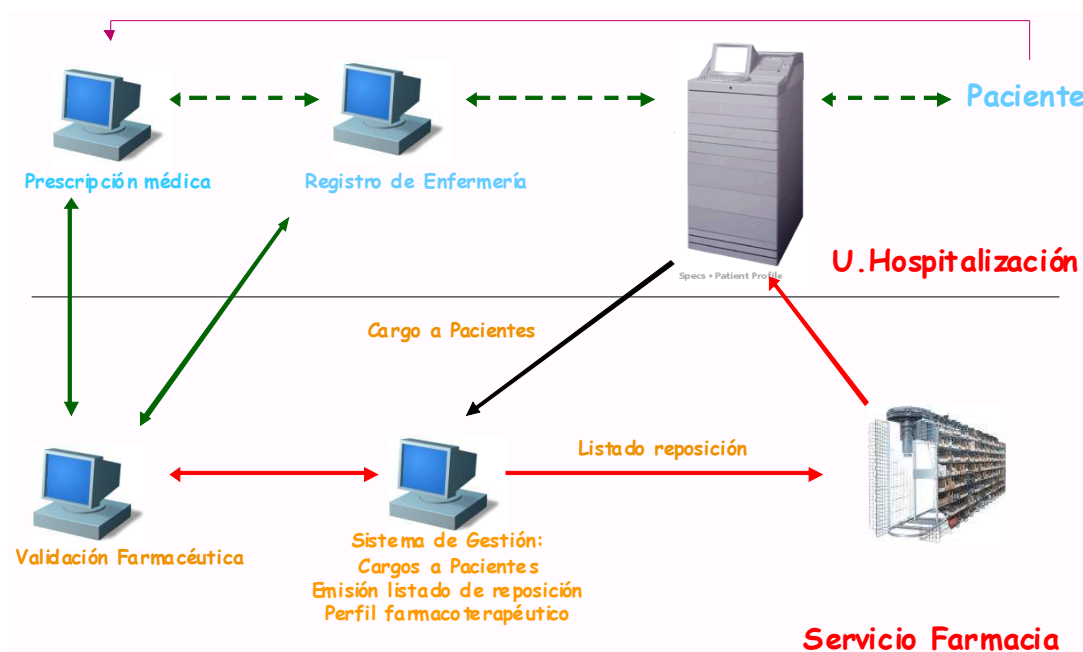 Paciente
Prescripción médica
Registro de Enfermería
U.Hospitalización
Specs • Patient Profile
Cargo a Pacientes
Listado reposición
Validación Farmacéutica
Sistema de Gestión:
Cargos a Pacientes
Emisión listado de reposición
Perfil farmacoterapéutico
Servicio Farmacia